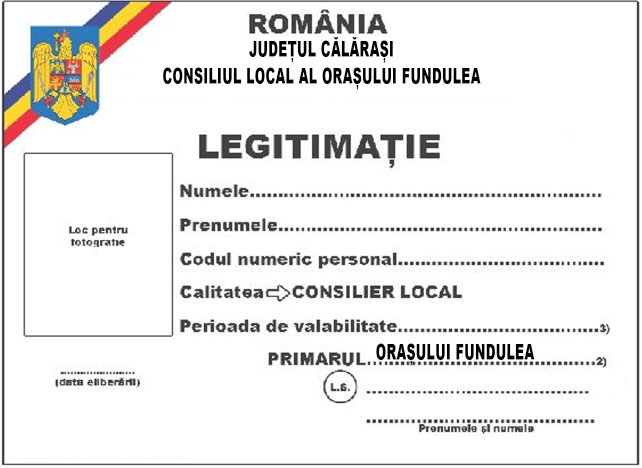 ROMÂNIA
JUDEȚUL CĂLĂRAȘI
CONSILIUL LOCAL AL ORAȘULUI FUNDULEA
LEGITIMAȚIE
Loc pentru
fotografie
Numele......................................................
Prenumele..................................................
Codul numeric personal................................
Calitatea⇨CONSILIER LOCAL
Perioada de valabilitate...............................3)
PRIMARUL ORAȘULUI FUNDULEA..........2)
......................
(data eliberării)
L.S. .............................................
..............................................
Prenumele și numele